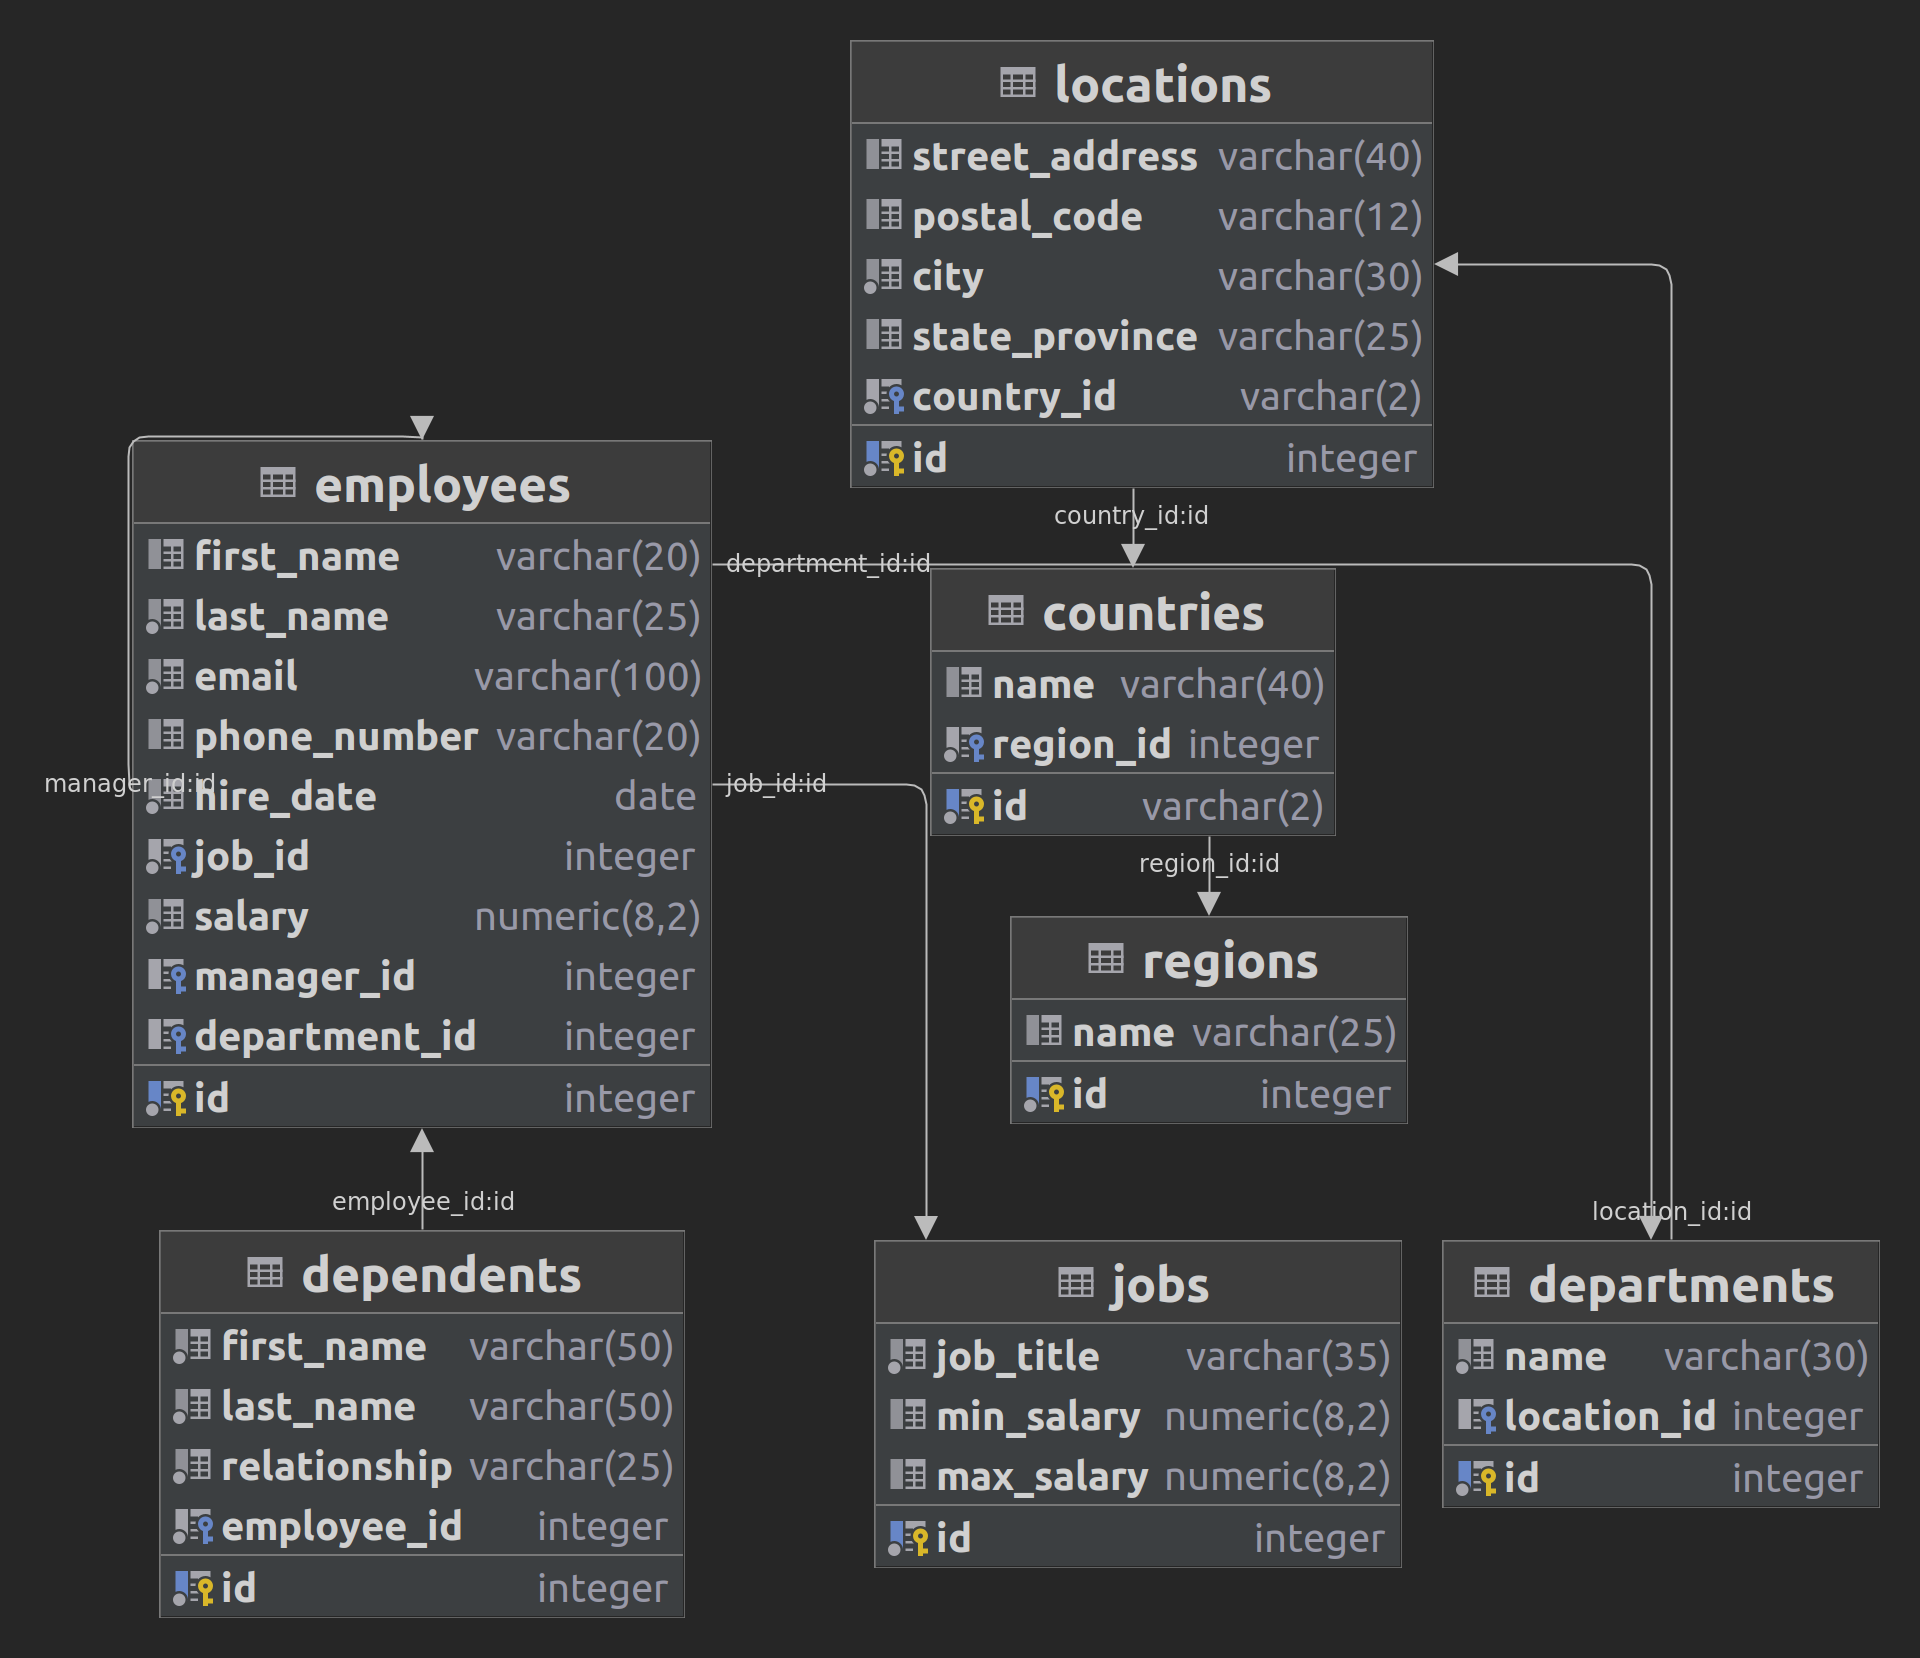 locations
street_address varchar(40)
postal_code varchar(12)
city varchar(30)
state_province varchar(25)
country_id varchar(2)
id integer
country_id:id
employees
first_name varchar(20)
last_name varchar(25)
email varchar(100)
phone_number varchar(20)
hire_date date
job_id integer
salary numeric(8,2)
manager_id integer
department_id integer
id integer
manager_id:id
department_id:id
job_id:id
countries
name varchar(40)
region_id integer
id varchar(2)
region_id:id
regions
name varchar(25)
id integer
employee_id:id
location_id:id
dependents
first_name varchar(50)
last_name varchar(50)
relationship varchar(25)
employee_id integer
id integer
jobs
job_title varchar(35)
min_salary numeric(8,2)
max_salary numeric(8,2)
id integer
departments
name varchar(30)
location_id integer
id integer